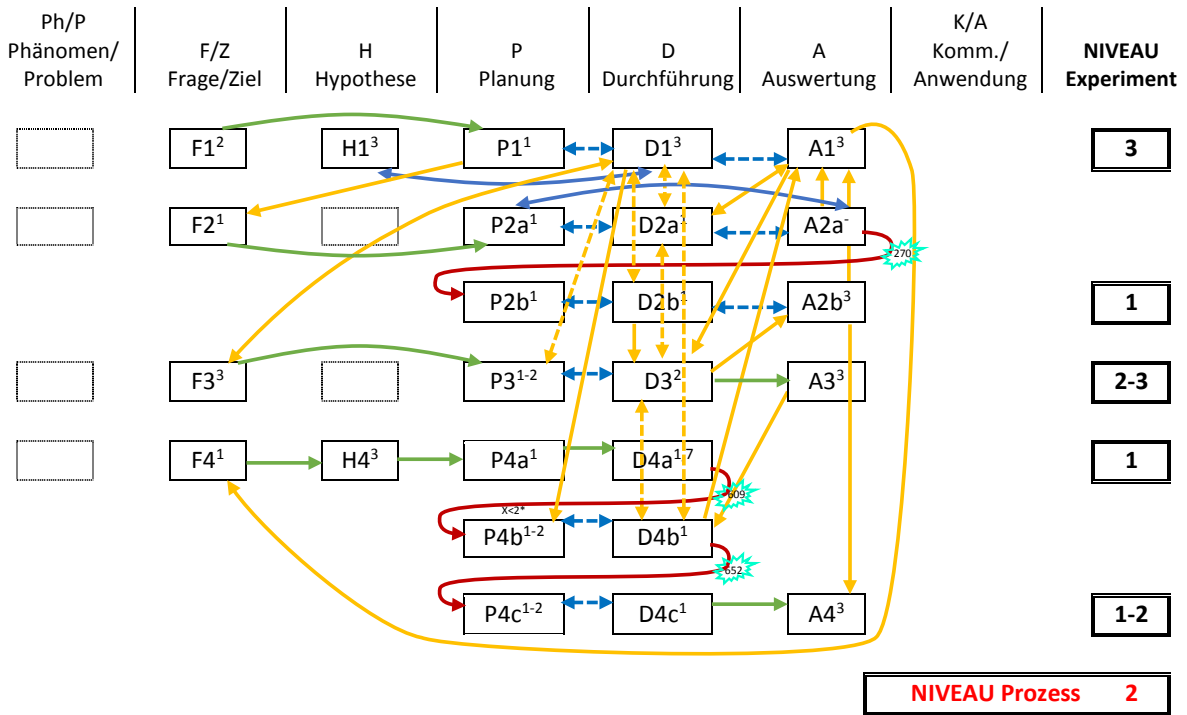 Ph/P
Phänomen/
Problem
F/Z
Frage/Ziel
H
Hypothese
P
Planung
D
Durchführung
A
Auswertung
K/A
Komm./
Anwendung
NIVEAU
Experiment
F1² H1³ P1¹ D1³ A1³ 3
F2¹ P2a¹ D2a¹ A2a⁻
270
P2b¹ D2b¹ A2b³ 1
F3³ P3¹⁻² D3² A3³ 2-3
F4¹ H4³ P4a¹ D4a¹·⁷ 1
609
X<2*
P4b¹⁻² D4b¹
652
P4c¹⁻² D4c¹ A4³ 1-2
NIVEAU Prozess 2